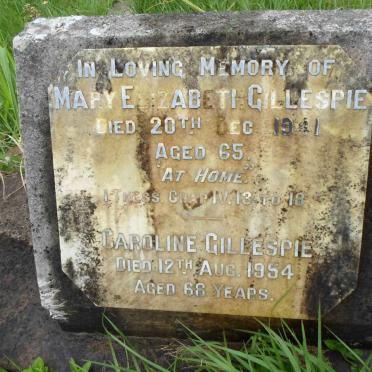 In Loving Memory of
Mary Elizabeth Gillespie
Died 20th Dec
Aged 65
"At Home"
1 Thess Chap IV. 13 to 18
Caroline Gillespie
Died 12th Aug. 1954
Aged 68 Years.